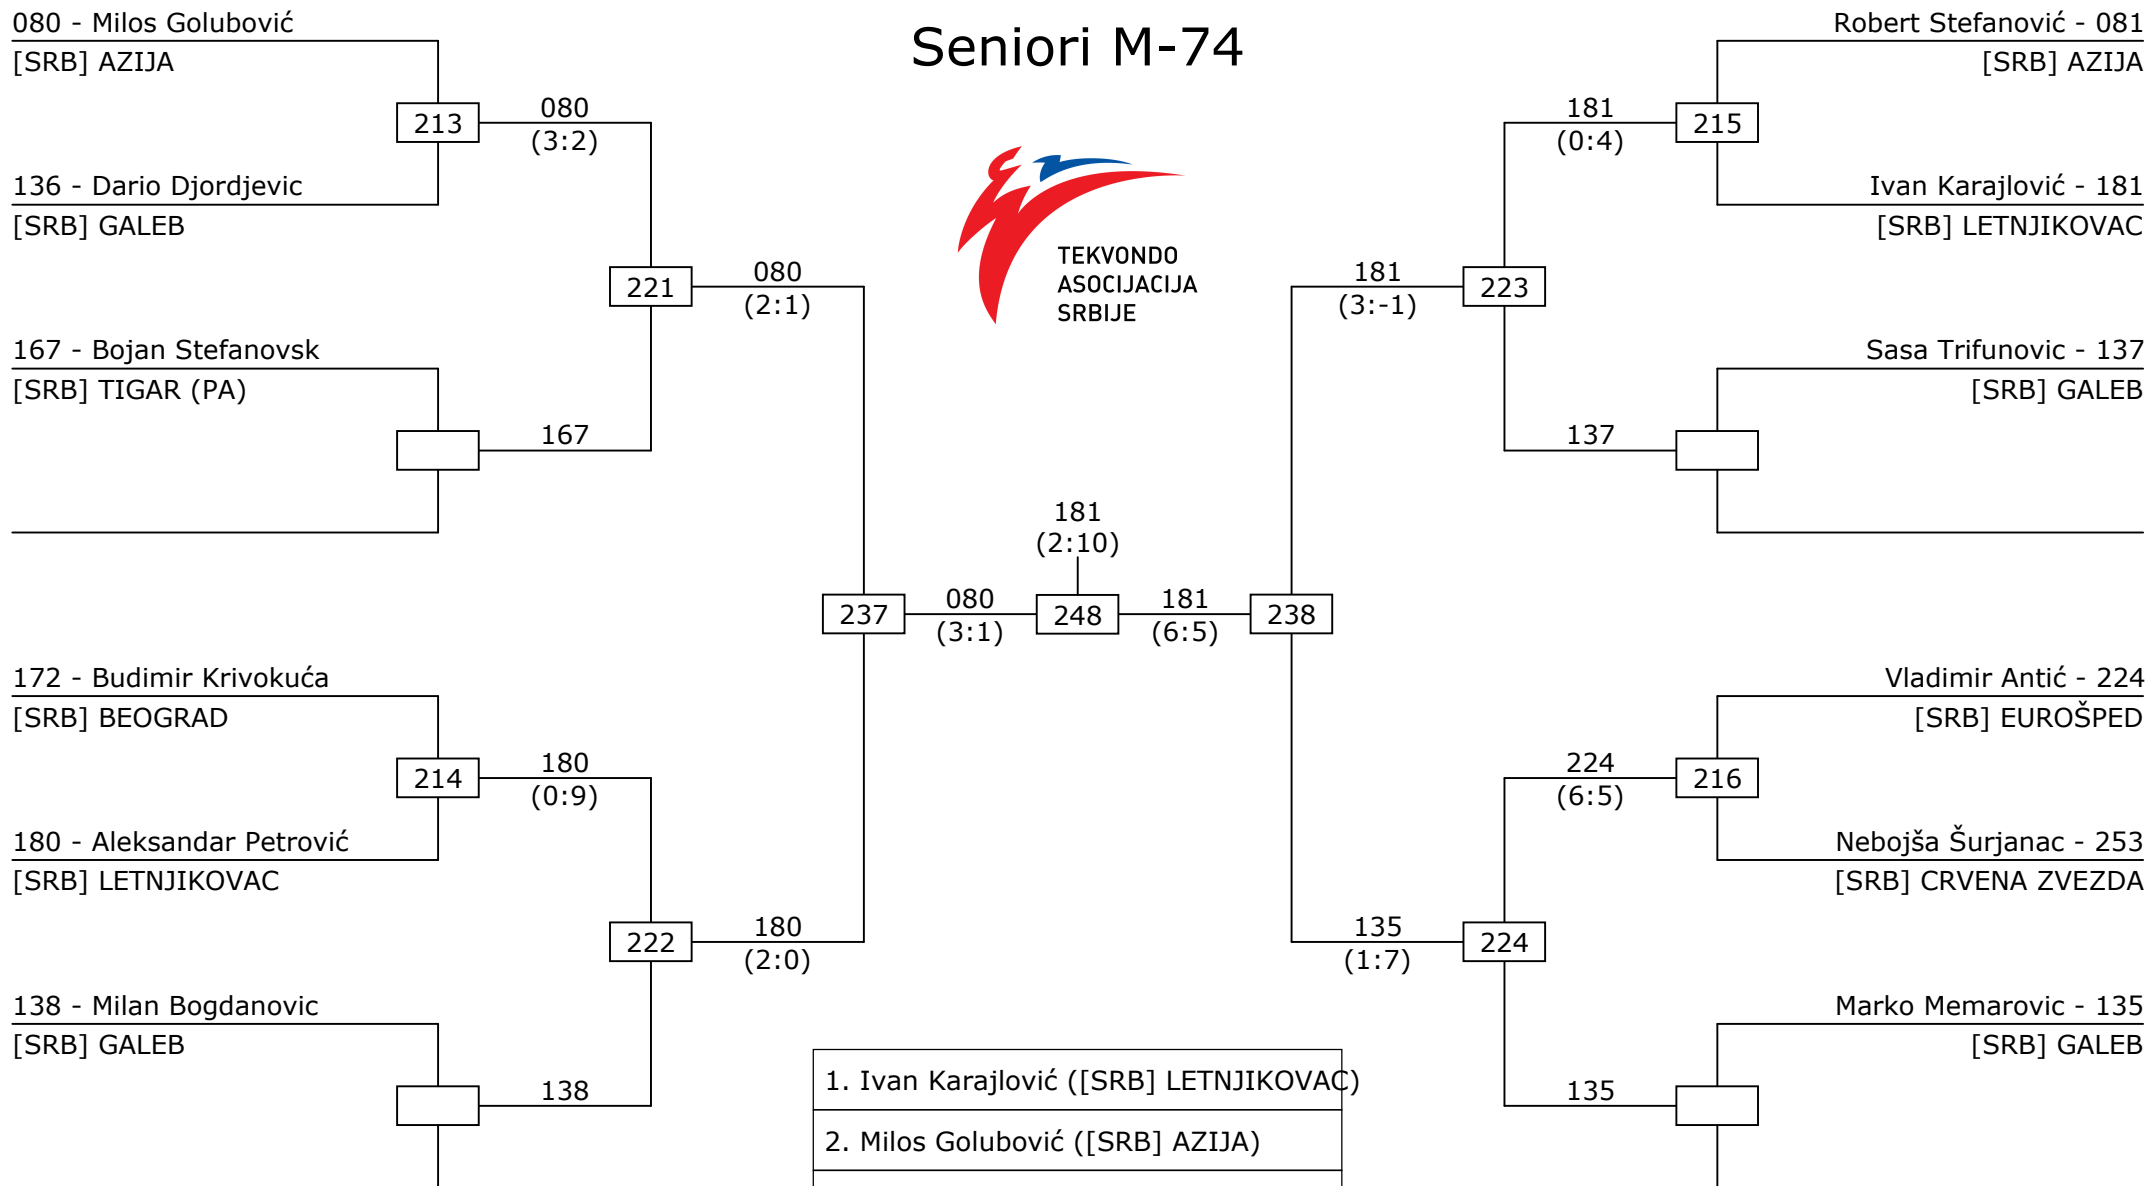 Seniori M-74
TEKVONDO
ASOCIJACIJA
SRBIJE
080 - Milos Golubović
[SRB] AZIJA
213
080
(3:2)
136 - Dario Djordjevic
[SRB] GALEB
221
080
(2:1)
167 - Bojan Stefanovsk
[SRB] TIGAR (PA)
167
172 - Budimir Krivokuća
[SRB] BEOGRAD
214
180
(0:9)
180 - Aleksandar Petrović
[SRB] LETNJIKOVAC
222
180
(2:0)
138 - Milan Bogdanovic
[SRB] GALEB
138
237
080
(3:1)
181
(2:10)
248
181
(6:5)
238
Robert Stefanović - 081
[SRB] AZIJA
181
(0:4)
215
Ivan Karajlović - 181
[SRB] LETNJIKOVAC
181
(3:-1)
223
Sasa Trifunovic - 137
[SRB] GALEB
137
Vladimir Antić - 224
[SRB] EUROŠPED
224
(6:5)
216
Nebojša Šurjanac - 253
[SRB] CRVENA ZVEZDA
135
(1:7)
224
Marko Memarovic - 135
[SRB] GALEB
135
1. Ivan Karajlović ([SRB] LETNJIKOVAC)
2. Milos Golubović ([SRB] AZIJA)